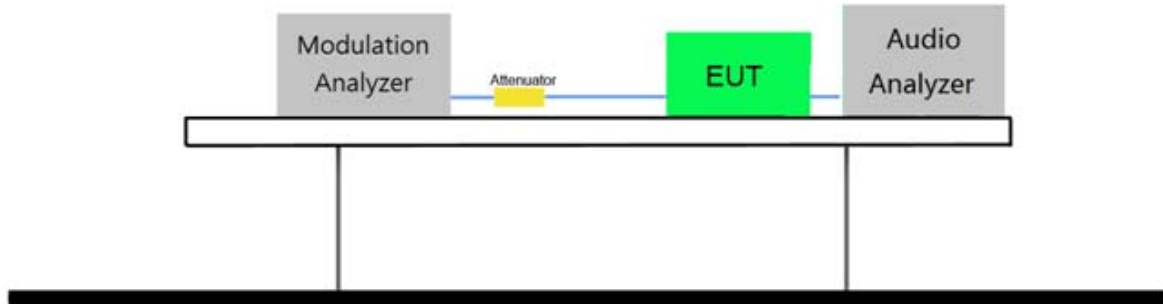 Modulation
Analyzer
Attenuator
EUT
Audio
Analyzer